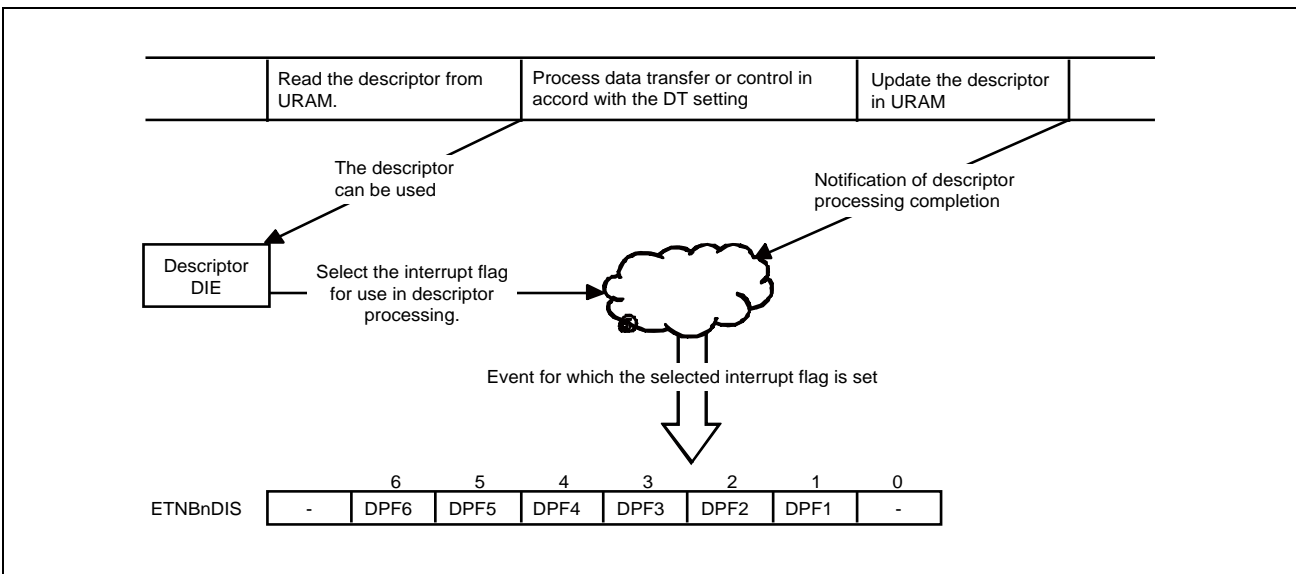 Read the descriptor from
URAM.
Process data transfer or control in
accord with the DT setting
Update the descriptor
in URAM
The descriptor
can be used
Notification of descriptor
processing completion
Descriptor
DIE
Select the interrupt flag
for use in descriptor
processing.
Event for which the selected interrupt flag is set
6 5 4 3 2 1 0
ETNBnDIS - DPF6 DPF5 DPF4 DPF3 DPF2 DPF1 -